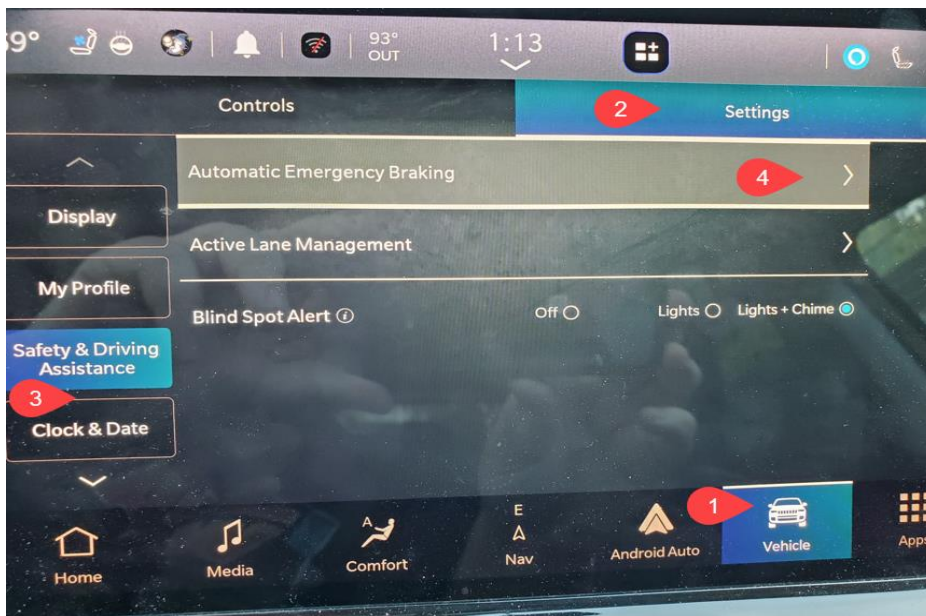 93°
OUT
1:13
Controls
2
Settings
Automatic Emergency Braking
4
Display
Active Lane Management
My Profile
Blind Spot Alert
Off
Lights
Lights + Chime
Safety & Driving
Assistance
3
Clock & Date
1
Home
Media
A
Comfort
E
Nav
Android Auto
Vehicle
Apps